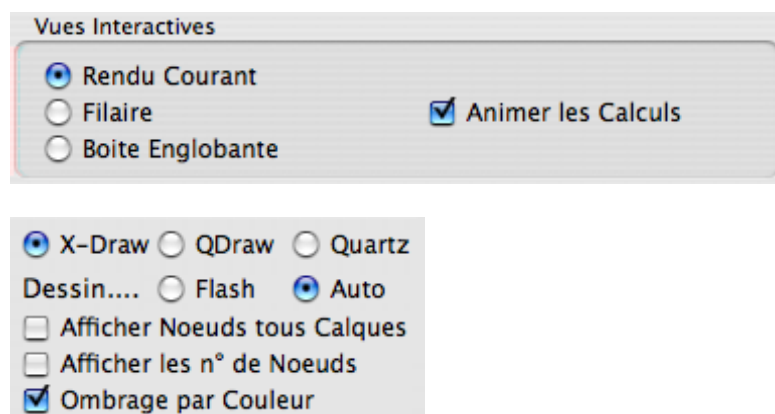 Vues Interactives
Rendu Courant
Filaire Animer les Calculs
Boite Englobante
X-Draw QDraw Quartz
Dessin.... Flash Auto
Afficher Noeuds tous Calques
Afficher les n° de Noeuds
Ombrage par Couleur